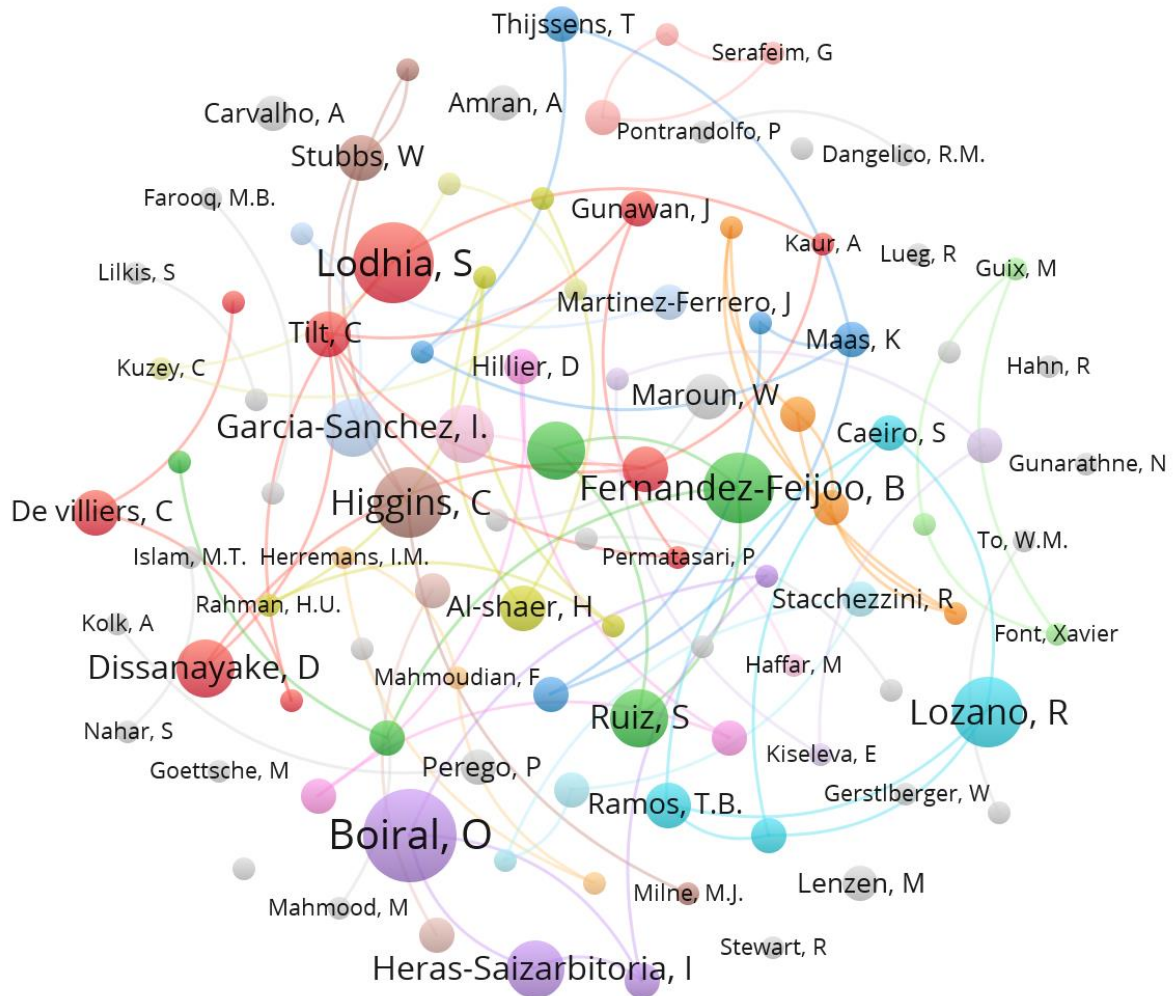 Thijssens, T
Serafeim, G
Carvalho, A
Amran, A
Pontrandolfo, P
Stubbs, W
Dangelico, R.M.
Farooq, M.B.
Gunawan, J
Kaur, A
Lueg, R
Lodhia, S
Guix, M
Lilkis, S
Martinez-Ferrero, J
Tilt, C
Maas, K
Kuzey, C
Hillier, D
Hahn, R
Maroun, W
Garcia-Sanchez, I.
Caeiro, S
Gunarathne, N
Fernandez-Feijoo, B
Higgins, C
De villiers, C
To, W.M.
Islam, M.T.
Herremans, I.M.
Permatasari, P
Rahman, H.U.
Al-shaer, H
Stacchezzini, R
Kolk, A
Font, Xavier
Dissanayake, D
Mahmoudian, F
Haffar, M
Lozano, R
Ruiz, S
Nahar, S
Kiseleva, E
Goettsche, M
Perego, P
Gerstlberger, W
Ramos, T.B.
Boiral, O
Lenzen, M
Milne, M.J.
Mahmood, M
Stewart, R
Heras-Saizarbitoria, I